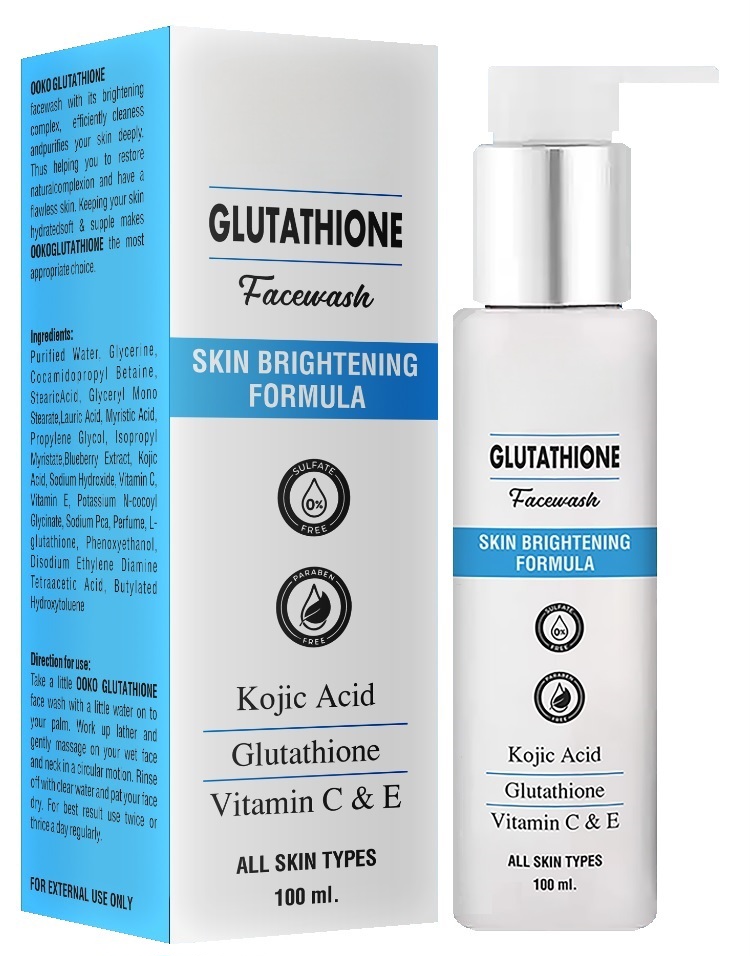 OOKO GLUTATHIONE
facewash with its brightening
complex, efficiently cleaness
andpurifies your skin deeply.
Thus helping you to restore
naturalcomplexion and have a
flawless skin. Keeping your skin
hydratedsoft & supple makes
OOKOGLUTATHIONE the most
appropriate choice.
Ingredients:
Purified Water, Glycerine,
Cocamidopropyl Betaine,
StearicAcid, Glyceryl Mono
Stearate,Lauric Acid, Myristic Acid,
Propylene Glycol, Isopropyl
Myristate,Blueberry Extract, Kojic
Acid, Sodium Hydroxide, Vitamin C,
Vitamin E, Potassium N-cocoyl
Glycinate, Sodium Pca, Perfume, L-
glutathione, Phenoxyethanol,
Disodium Ethylene Diamine
Tetraacetic Acid, Butylated
Hydroxytoluene
Direction for use:
Take a little OOKO GLUTATHIONE
face wash with a little water on to
your palm. Work up lather and
gently massage on your wet face
and neck in a circular motion. Rinse
off with clear water and pat your face
dry. For best result use twice or
thrice a day regularly.
FOR EXTERNAL USE ONLY
GLUTATHIONE
Facewash
SKIN BRIGHTENING
FORMULA
SULFATE
0%
FREE
PARABEN
FREE
Kojic Acid
Glutathione
Vitamin C & E
ALL SKIN TYPES
100 ml.
GLUTATHIONE
Facewash
SKIN BRIGHTENING
FORMULA
SULFATE
0%
FREE
PARABEN
FREE
Kojic Acid
Glutathione
Vitamin C & E
ALL SKIN TYPES
100 ml.